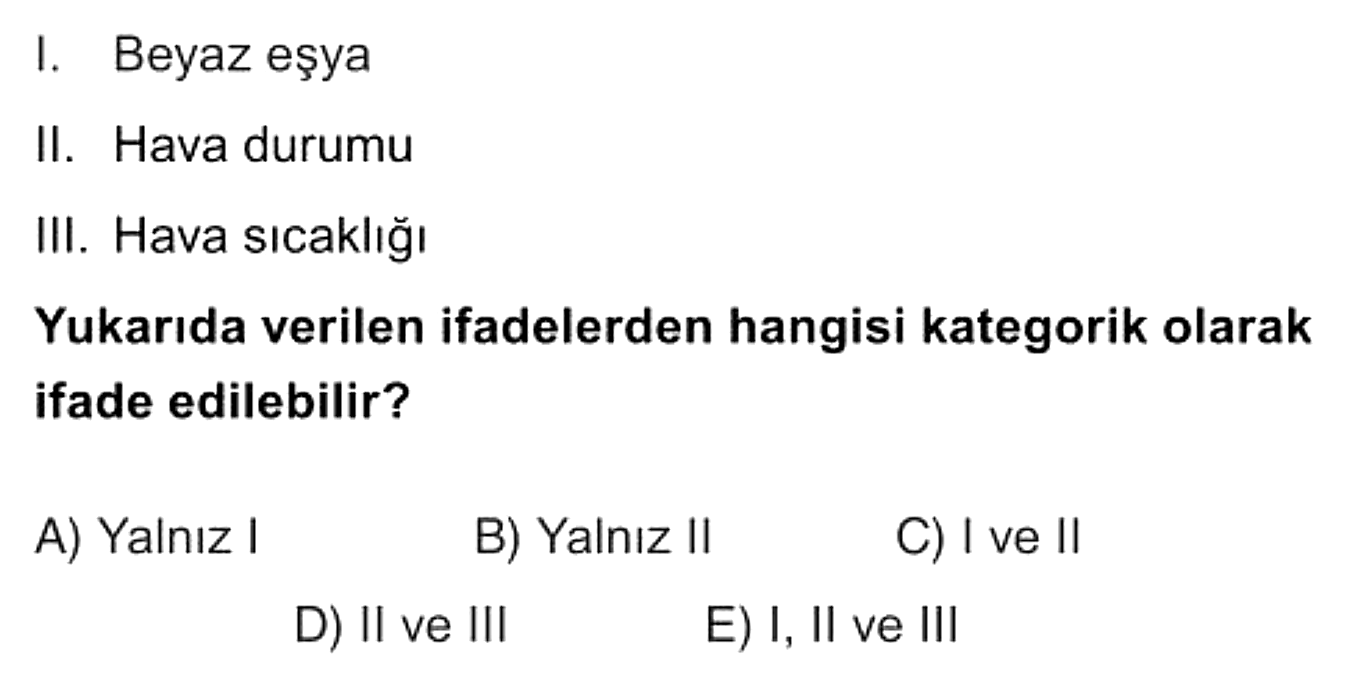 I. Beyaz eşya
II. Hava durumu
III. Hava sıcaklığı
Yukarıda verilen ifadelerden hangisi kategorik olarak
ifade edilebilir?
A) Yalnız I B) Yalnız II C) I ve II
D) II ve III E) I, II ve III